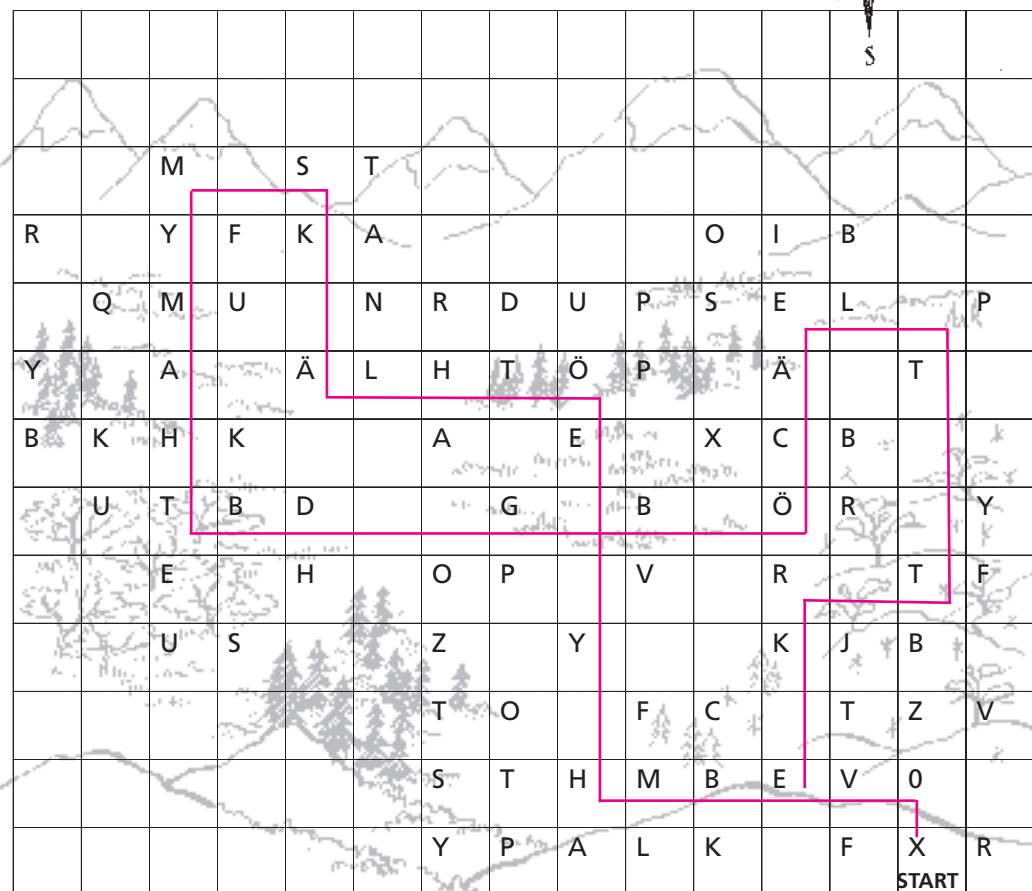 S
M S T
R Y F K A O I B
Q M U N R D U P S E L P
Y A Ä L H T Ö P Ä T
B K H K A E X C B
U T B D G B Ö R Y
E H O P V R T F
U S Z Y K J B
T O F C T Z V
S T H M B E V 0
Y P A L K F X R
START